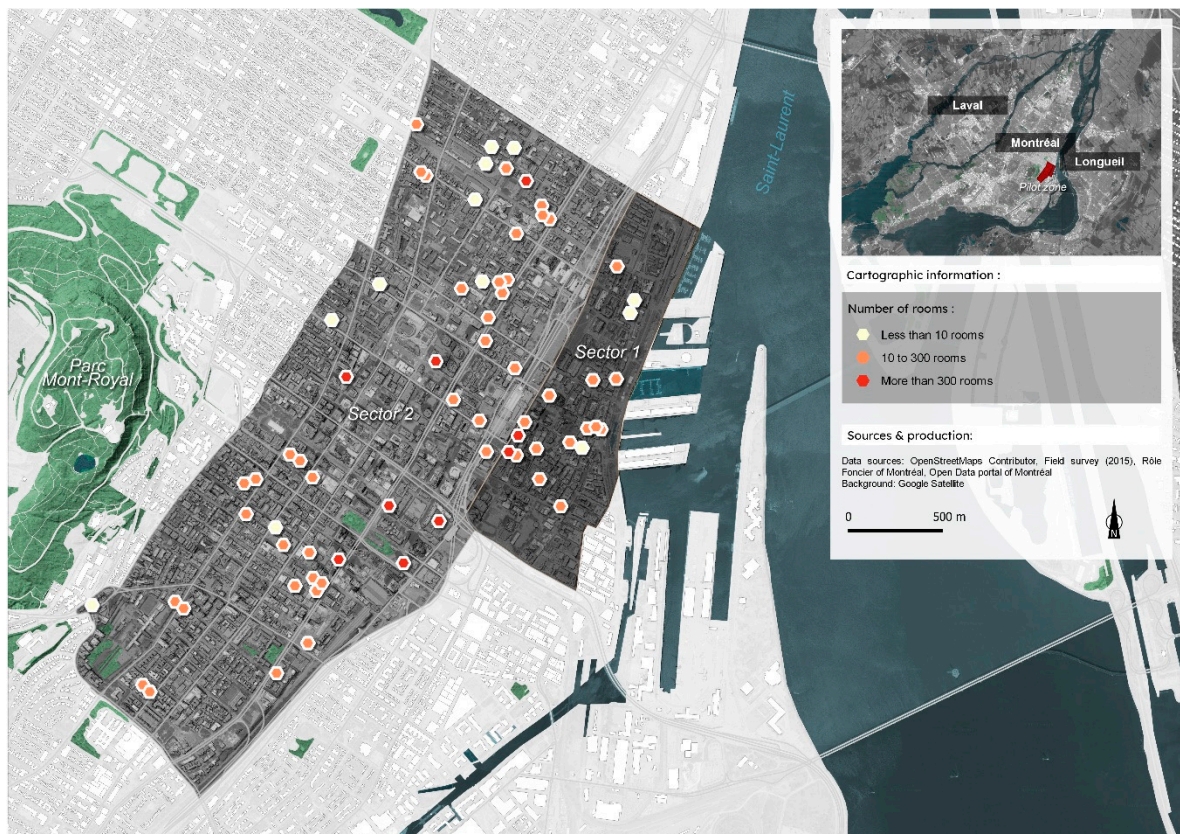 Laval
Montréal
Longueil
Pilot zone
Saint-Laurent
Cartographic information :
Number of rooms :
Less than 10 rooms
10 to 300 rooms
More than 300 rooms
Sector 1
Parc
Mont-Royal
Sector 2
Sources & production:
Data sources: OpenStreetMaps Contributor, Field survey (2015), Rôle
Foncier of Montréal, Open Data portal of Montréal
Background: Google Satellite
0 500 m
N